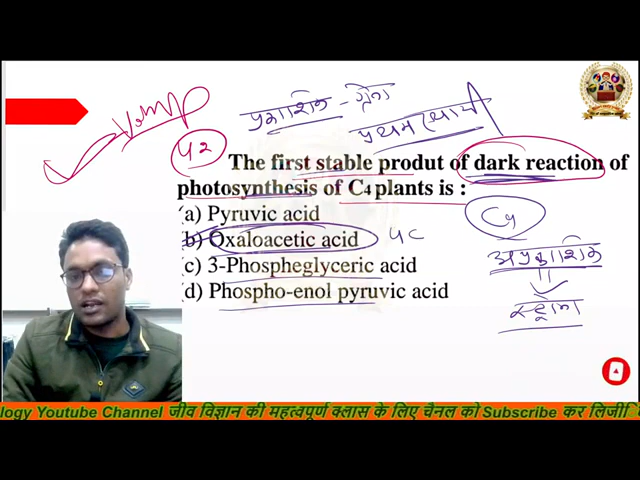 V.Imp
प्रकाशिक - ग्रेना
प्रथम स्थायी
42
The first stable produt of dark reaction of
photosynthesis of C4 plants is :
(a) Pyruvic acid
(b) Oxaloacetic acid 4C
(c) 3-Phospheglyceric acid
(d) Phospho-enol pyruvic acid
C4
अप्रकाशिक
स्ट्रोमा
ology Youtube Channel जीव विज्ञान की महत्वपूर्ण क्लास के लिए चैनल को Subscribe कर लिजीि